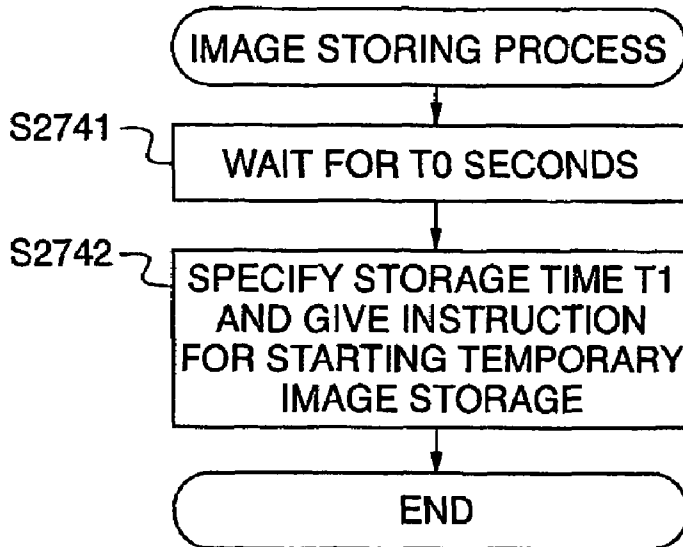 IMAGE STORING PROCESS
S2741
WAIT FOR T0 SECONDS
S2742
SPECIFY STORAGE TIME T1
AND GIVE INSTRUCTION
FOR STARTING TEMPORARY
IMAGE STORAGE
END